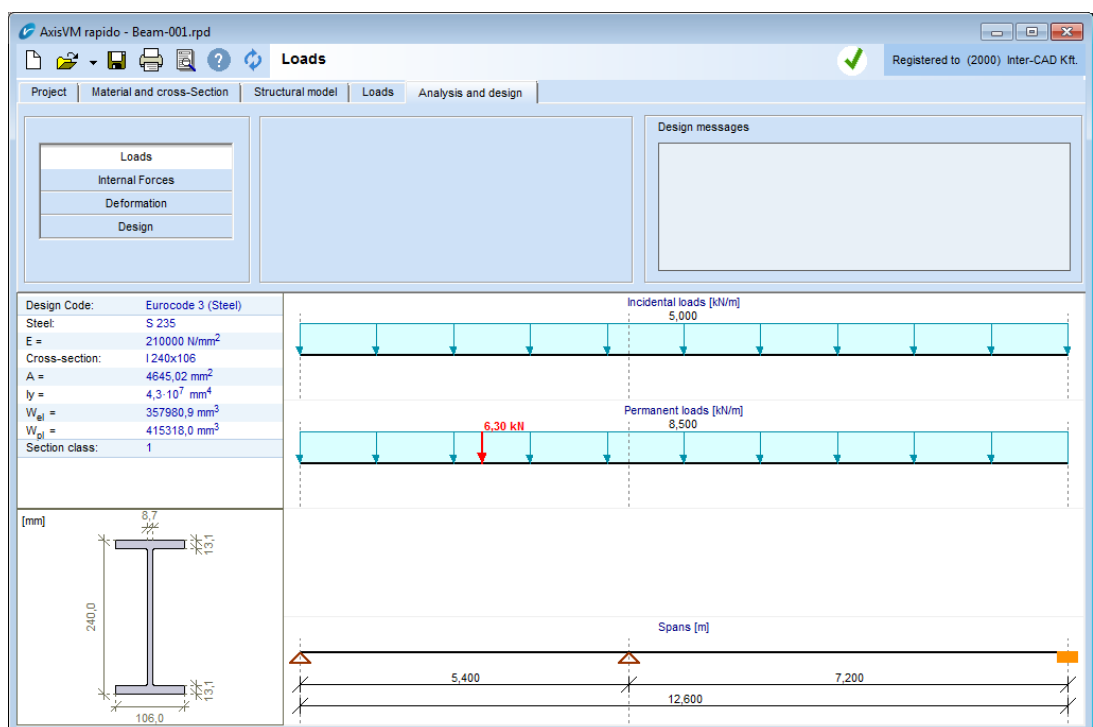 AxisVM rapido - Beam-001.rpd
Loads
Registered to (2000) Inter-CAD Kft.
Project Material and cross-Section Structural model Loads Analysis and design
Loads
Internal Forces
Deformation
Design
Design messages
Design Code: Eurocode 3 (Steel)
Steel: S 235
E = 210000 N/mm²
Cross-section: I 240x106
A = 4645,02 mm²
Iy = 4,3·10⁷ mm⁴
Wel = 357980,9 mm³
Wpl = 415318,0 mm³
Section class: 1
Incidental loads [kN/m]
5,000
Permanent loads [kN/m]
6,30 kN 8,500
[mm]
8,7
13,1
240,0
13,1
106,0
Spans [m]
5,400 7,200
12,600